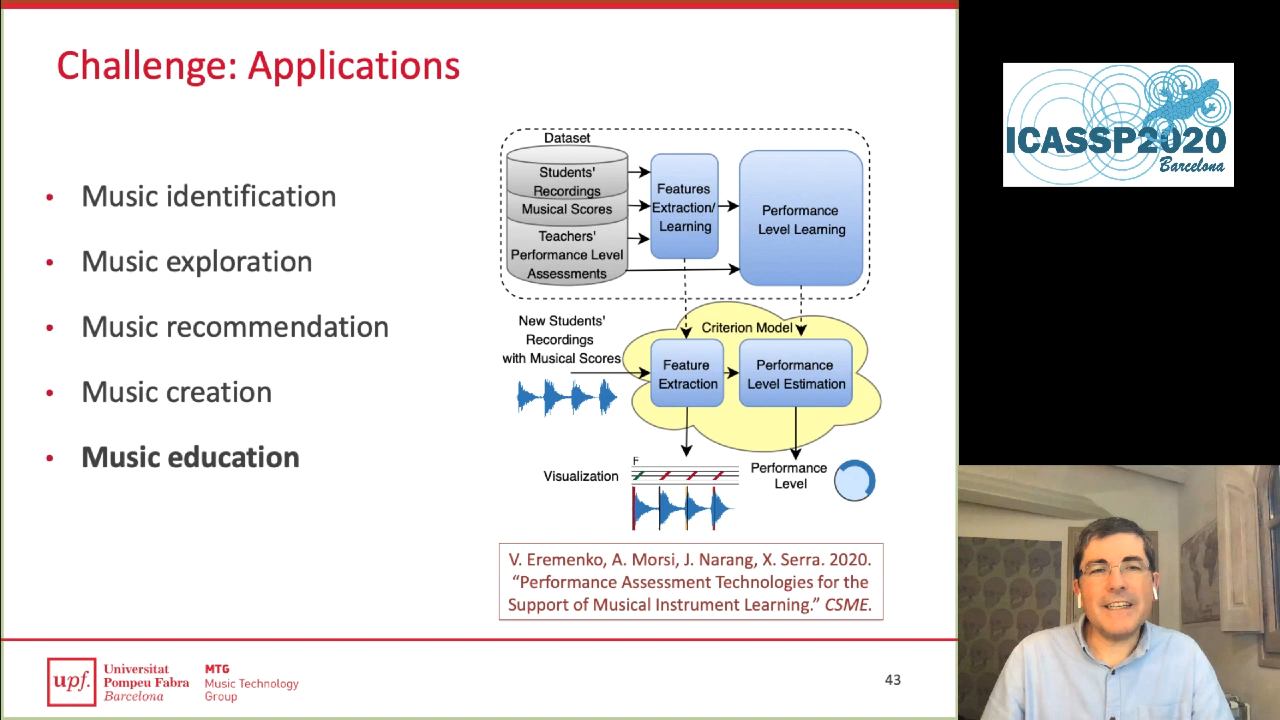 Challenge: Applications
• Music identification
• Music exploration
• Music recommendation
• Music creation
• Music education
Dataset
Students'
Recordings
Musical Scores
Teachers'
Performance Level
Assessments
Features
Extraction/
Learning
Performance
Level Learning
New Students'
Recordings
with Musical Scores
Criterion Model
Feature
Extraction
Performance
Level Estimation
Visualization
F
Performance
Level
V. Eremenko, A. Morsi, J. Narang, X. Serra. 2020.
“Performance Assessment Technologies for the
Support of Musical Instrument Learning.” CSME.
upf.
Universitat
Pompeu Fabra
Barcelona
MTG
Music Technology
Group
43
ICASSP2020
Barcelona